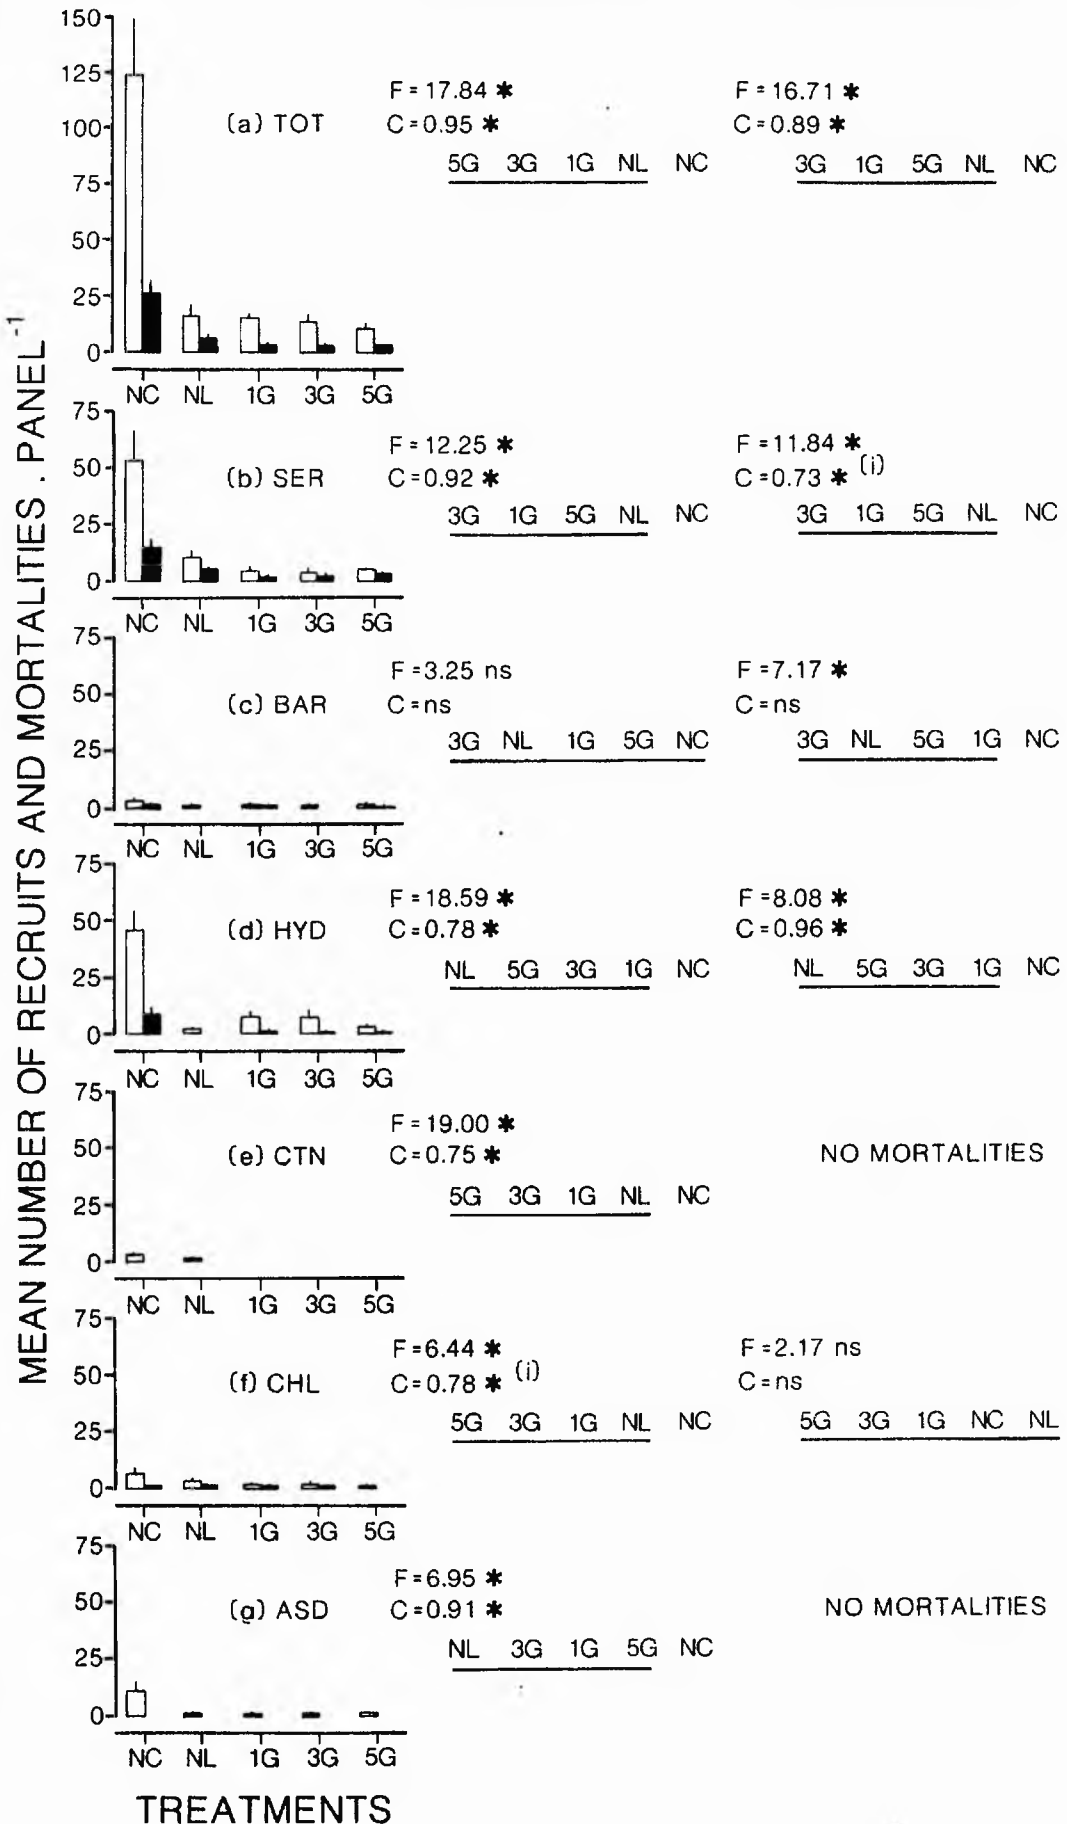 MEAN NUMBER OF RECRUITS AND MORTALITIES . PANEL -1
150
125
100
75
50
25
0
(a) TOT
F = 17.84 *
C = 0.95 *
5G 3G 1G NL NC
F = 16.71 *
C = 0.89 *
3G 1G 5G NL NC
NC NL 1G 3G 5G
75
50
25
0
(b) SER
F = 12.25 *
C = 0.92 *
3G 1G 5G NL NC
F = 11.84 *
C = 0.73 * (i)
3G 1G 5G NL NC
NC NL 1G 3G 5G
75
50
25
0
(c) BAR
F = 3.25 ns
C = ns
3G NL 1G 5G NC
F = 7.17 *
C = ns
3G NL 5G 1G NC
NC NL 1G 3G 5G
75
50
25
0
(d) HYD
F = 18.59 *
C = 0.78 *
NL 5G 3G 1G NC
F = 8.08 *
C = 0.96 *
NL 5G 3G 1G NC
NC NL 1G 3G 5G
75
50
25
0
(e) CTN
F = 19.00 *
C = 0.75 *
5G 3G 1G NL NC
NO MORTALITIES
NC NL 1G 3G 5G
75
50
25
0
(f) CHL
F = 6.44 *
C = 0.78 * (i)
5G 3G 1G NL NC
F = 2.17 ns
C = ns
5G 3G 1G NC NL
NC NL 1G 3G 5G
75
50
25
0
(g) ASD
F = 6.95 *
C = 0.91 *
NL 3G 1G 5G NC
NO MORTALITIES
NC NL 1G 3G 5G
TREATMENTS